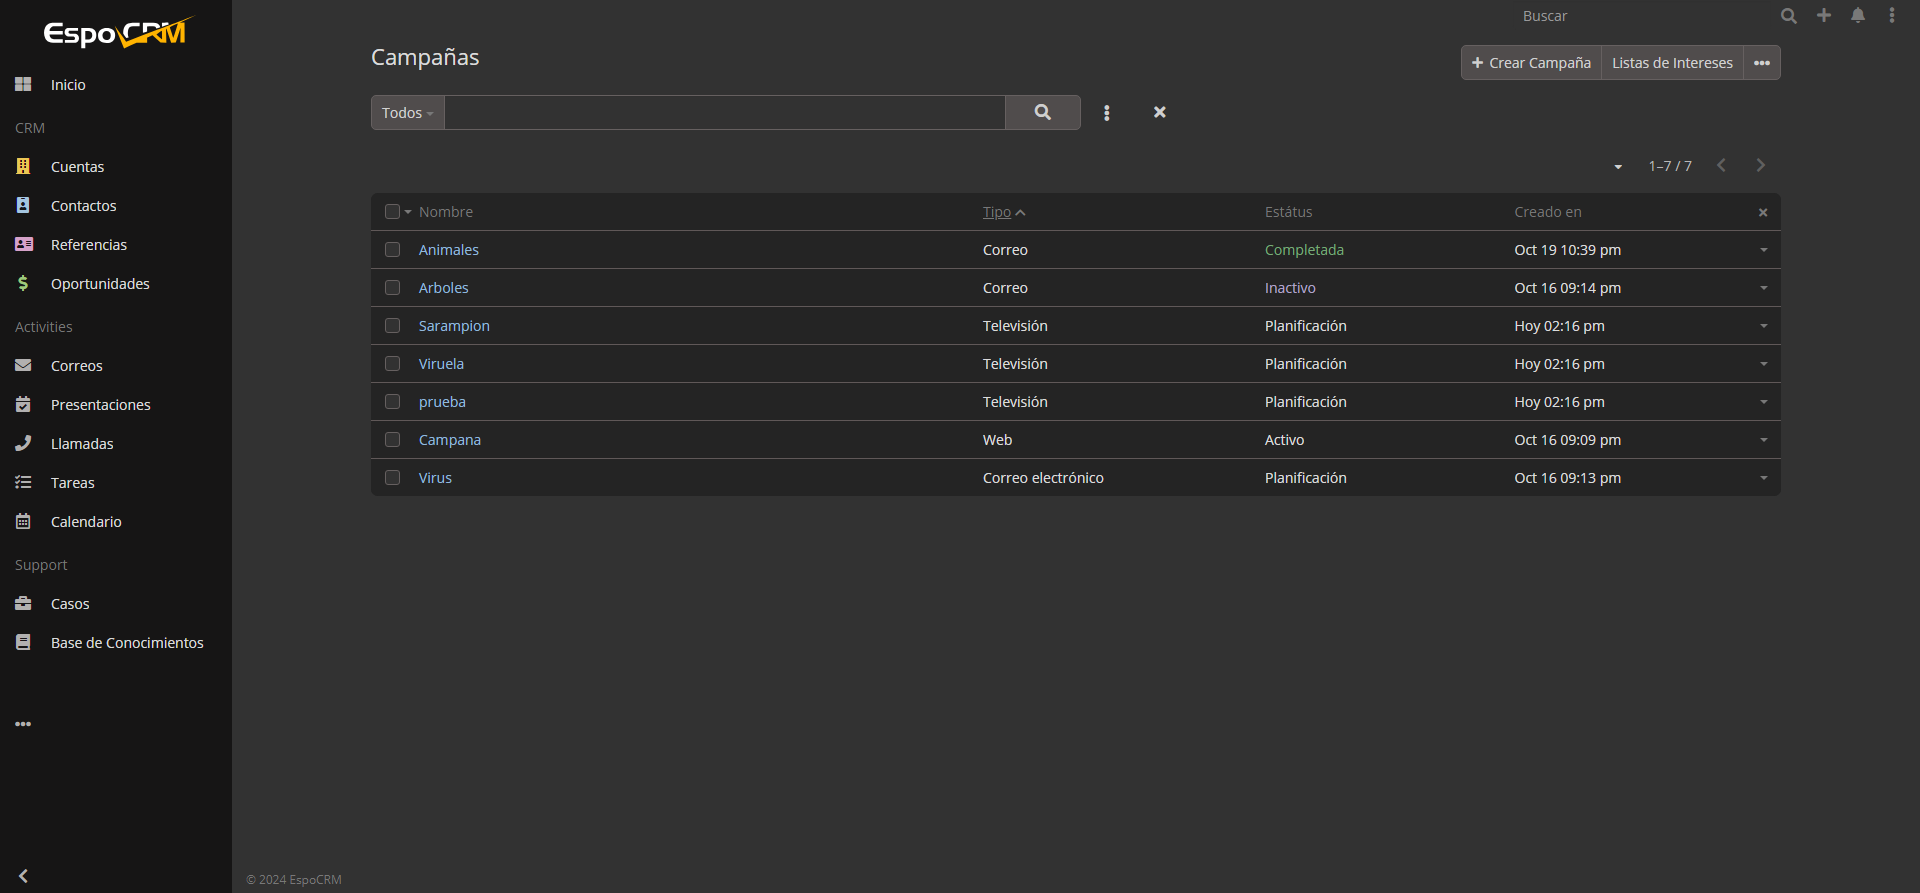 EspoCRM
Buscar
Inicio
CRM
Cuentas
Contactos
Referencias
Oportunidades
Activities
Correos
Presentaciones
Llamadas
Tareas
Calendario
Support
Casos
Base de Conocimientos
Campañas
Crear Campaña Listas de Intereses
Todos
1–7 / 7
Nombre Tipo Estátus Creado en
Animales Correo Completada Oct 19 10:39 pm
Arboles Correo Inactivo Oct 16 09:14 pm
Sarampion Televisión Planificación Hoy 02:16 pm
Viruela Televisión Planificación Hoy 02:16 pm
prueba Televisión Planificación Hoy 02:16 pm
Campana Web Activo Oct 16 09:09 pm
Virus Correo electrónico Planificación Oct 16 09:13 pm
© 2024 EspoCRM